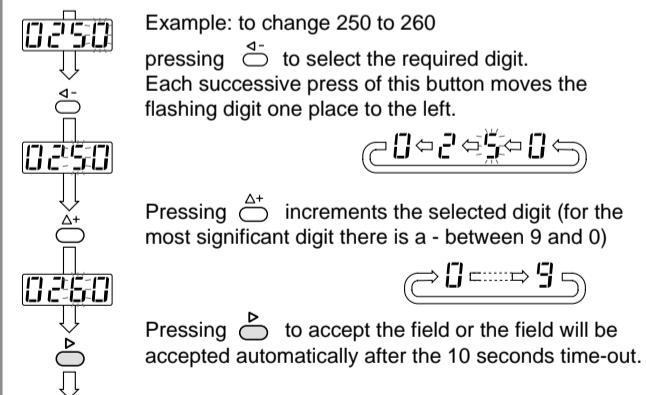 0250
Example: to change 250 to 260
pressing ◁- to select the required digit.
Each successive press of this button moves the
flashing digit one place to the left.
◁-
0250
0⇦2⇦5⇦0
△+
Pressing △+ increments the selected digit (for the
most significant digit there is a - between 9 and 0)
0260
0 9
Pressing ▷ to accept the field or the field will be
accepted automatically after the 10 seconds time-out.
▷